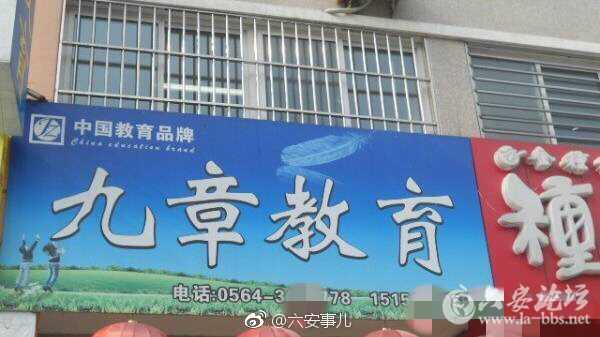 中国教育品牌
China education brand
九章教育
电话:0564-3 78 1515
種
@六安事儿
六安论坛
www.la-bbs.net